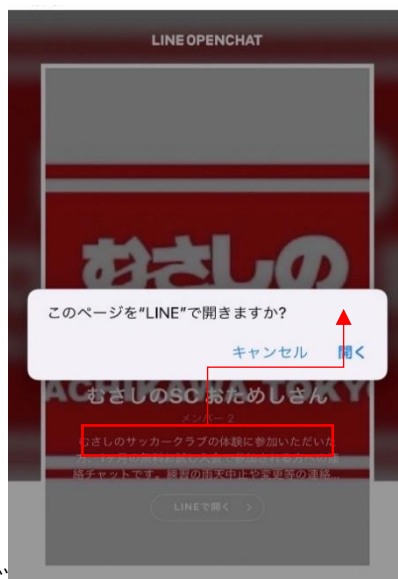 LINE OPENCHAT
むさしの
このページを"LINE"で開きますか?
キャンセル 開く
ACHIKAWA TOKY
むさしのSC おためしさん
メンバー 2
むさしのサッカークラブの体験に参加いただいた
絡チャットです。練習の雨天中止や変更等の連絡...
LINEで開く >